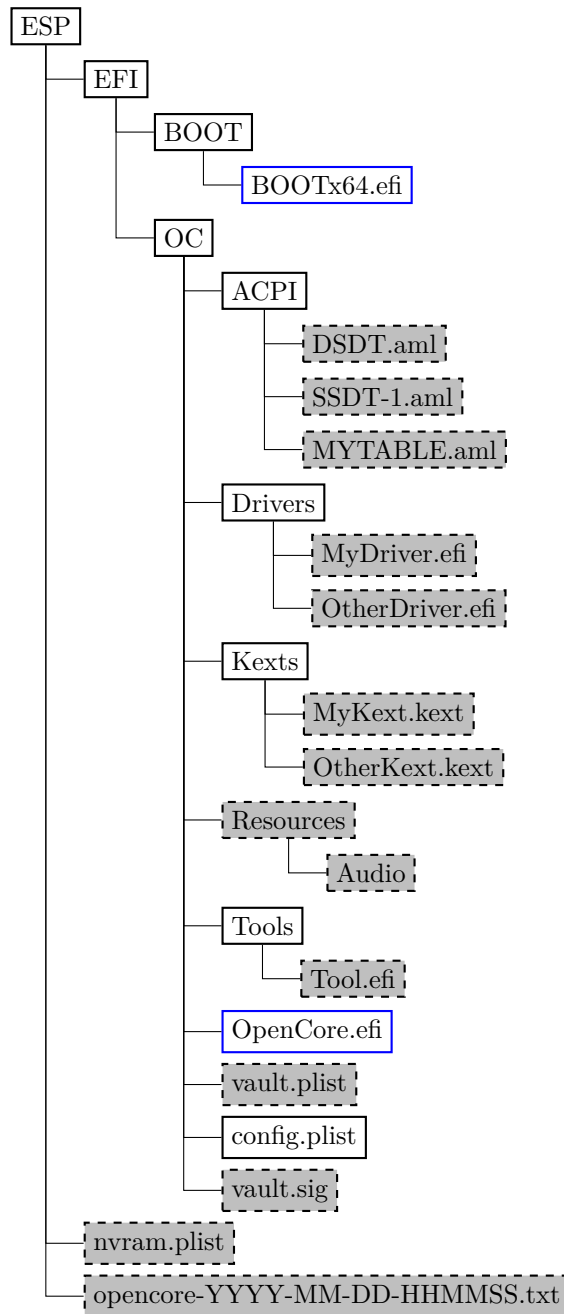 ESP
EFI
BOOT
BOOTx64.efi
OC
ACPI
DSDT.aml
SSDT-1.aml
MYTABLE.aml
Drivers
MyDriver.efi
OtherDriver.efi
Kexts
MyKext.kext
OtherKext.kext
Resources
Audio
Tools
Tool.efi
OpenCore.efi
vault.plist
config.plist
vault.sig
nvram.plist
opencore-YYYY-MM-DD-HHMMSS.txt